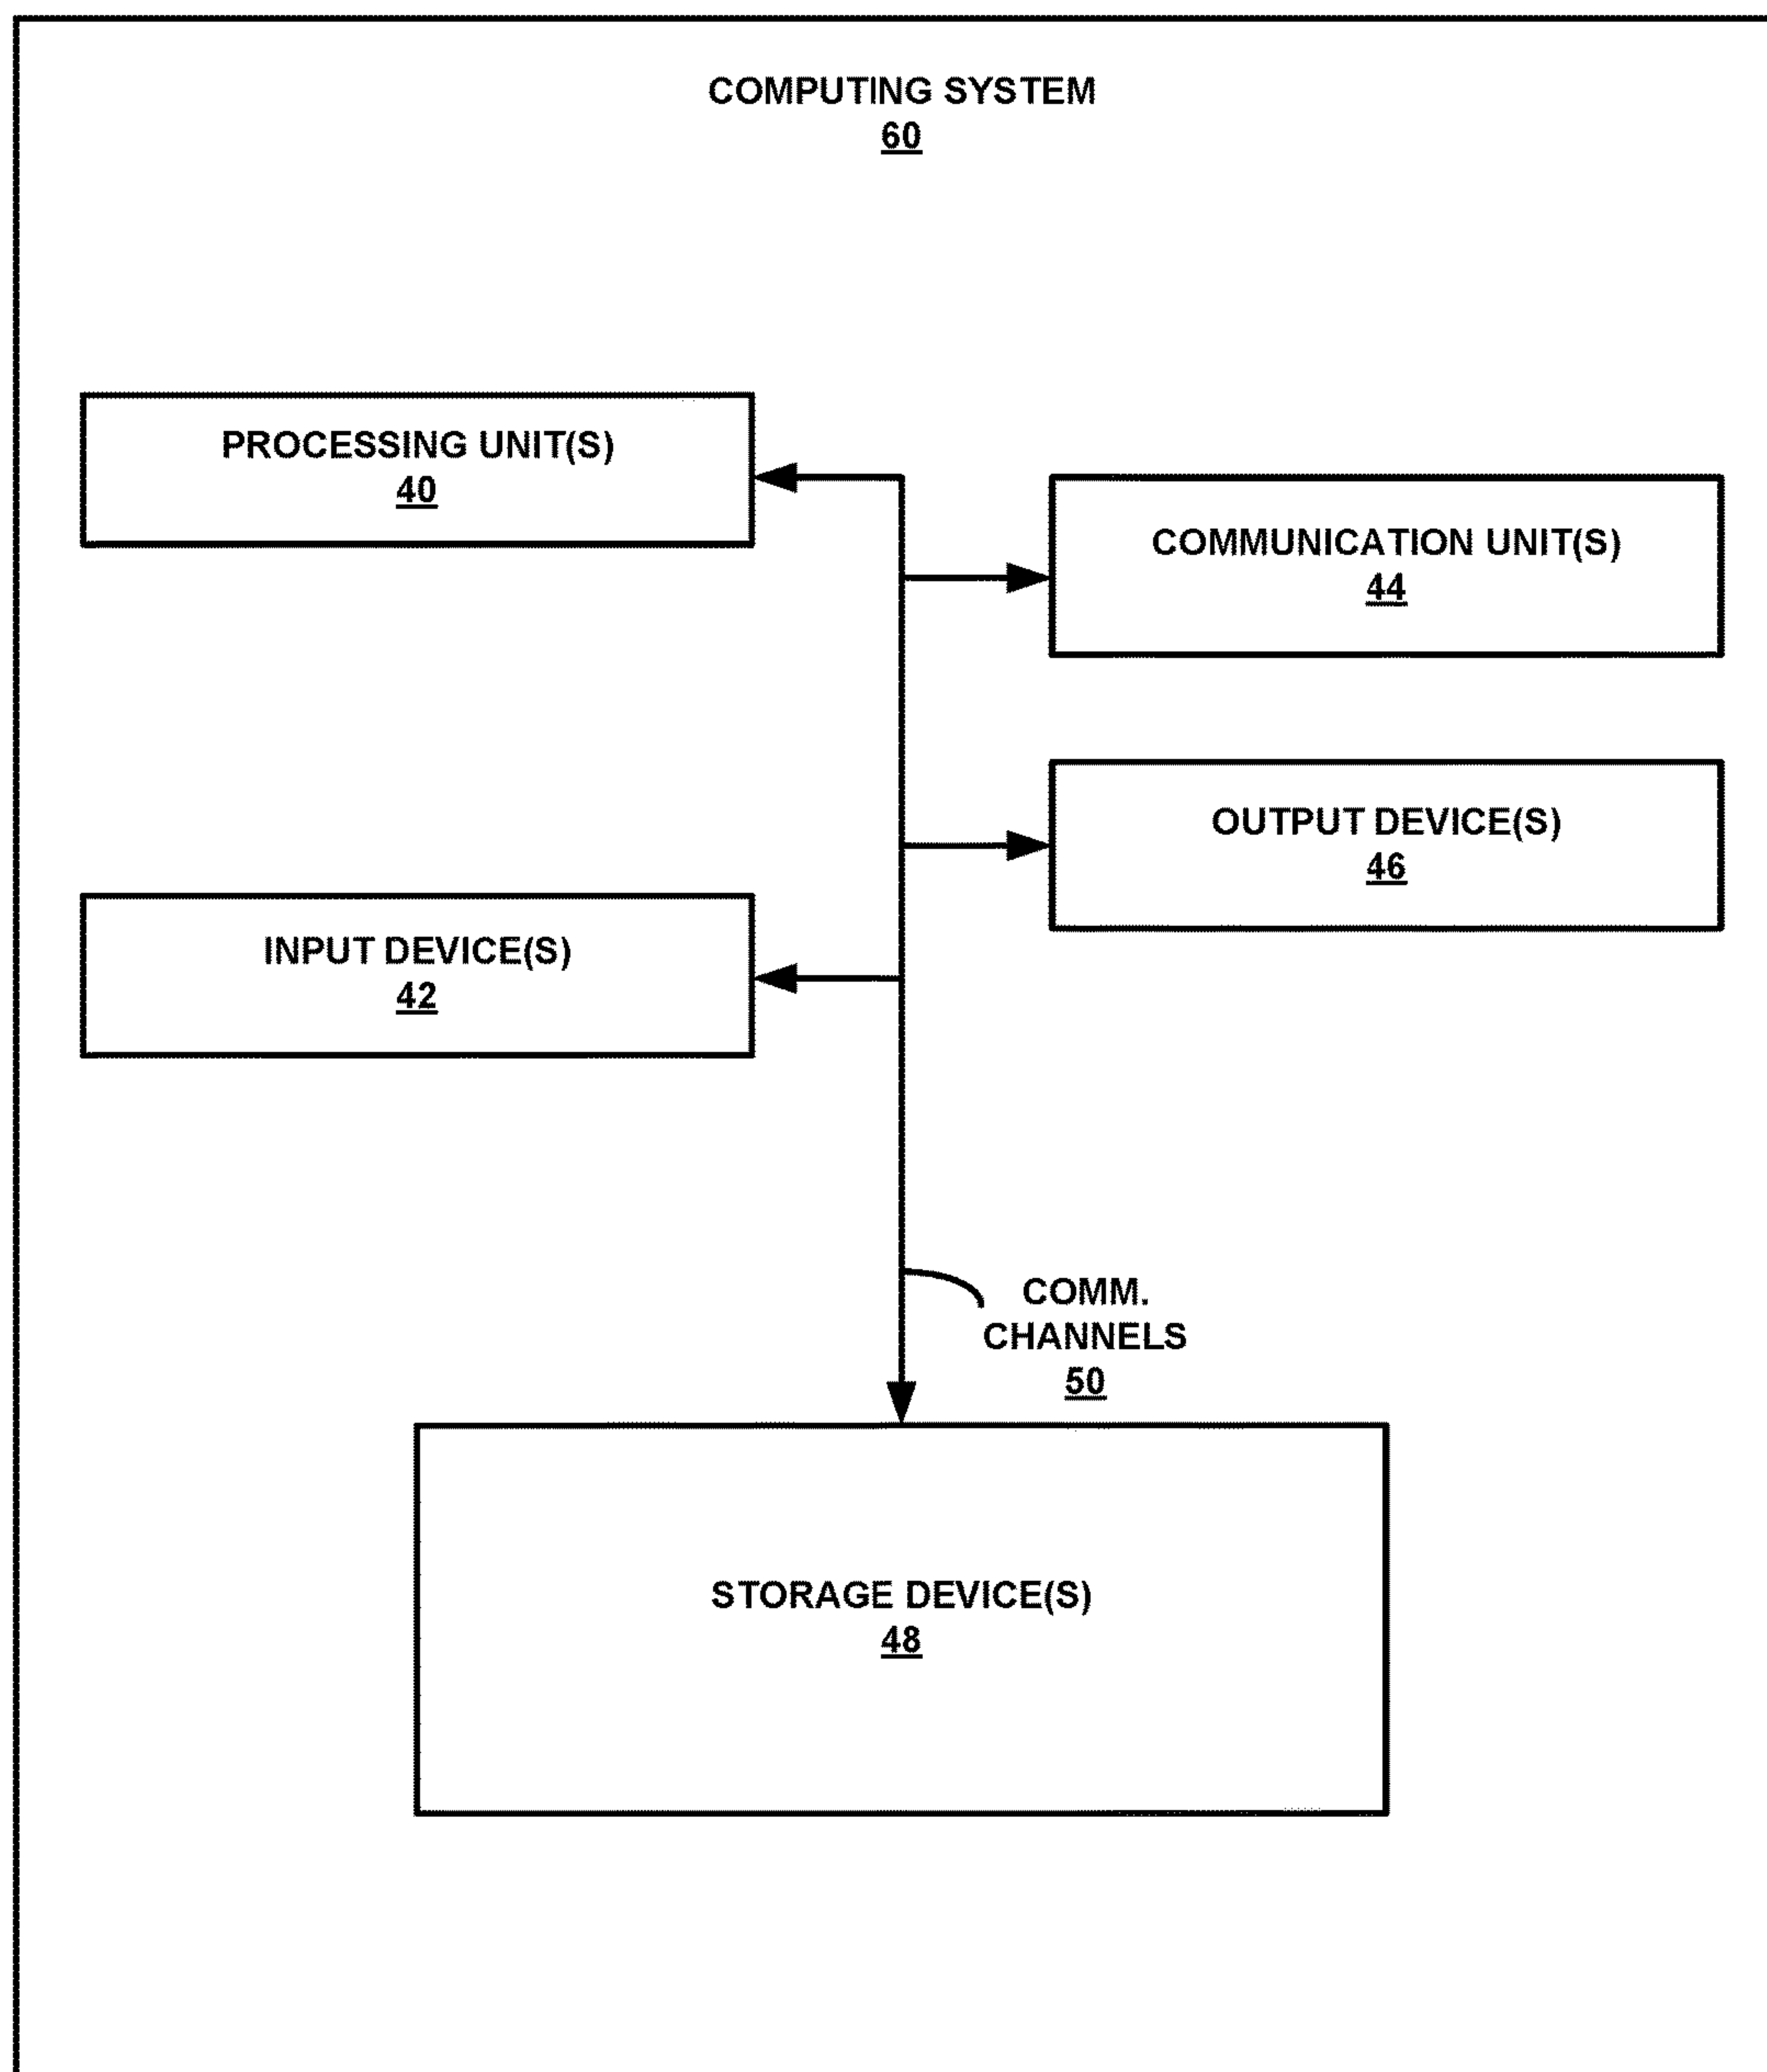 COMPUTING SYSTEM
60
PROCESSING UNIT(S)
40
COMMUNICATION UNIT(S)
44
OUTPUT DEVICE(S)
46
INPUT DEVICE(S)
42
COMM.
CHANNELS
50
STORAGE DEVICE(S)
48